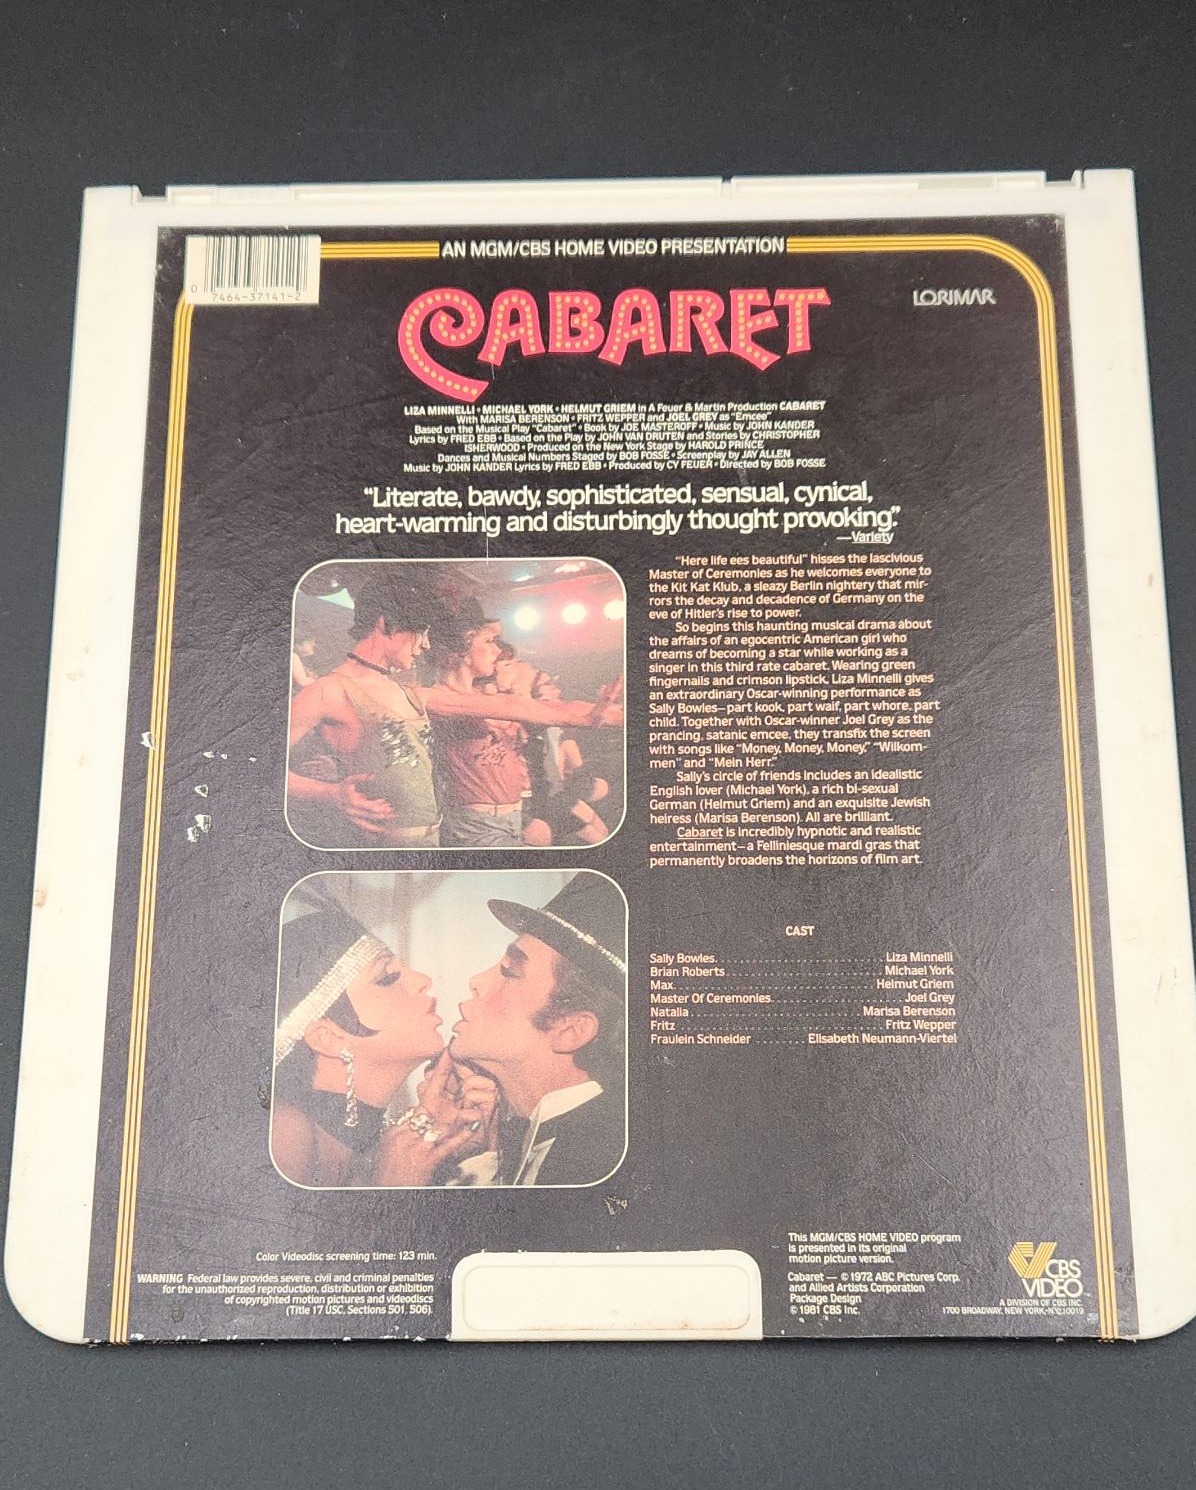 AN MGM/CBS HOME VIDEO PRESENTATION
0 7464-37141-2
CABARET
LORIMAR
LIZA MINNELLI • MICHAEL YORK • HELMUT GRIEM in A Feuer & Martin Production CABARET
With MARISA BERENSON • FRITZ WEPPER and JOEL GREY as "Emcee"
Based on the Musical Play "Cabaret" • Book by JOE MASTEROFF • Music by JOHN KANDER
Lyrics by FRED EBB • Based on the Play by JOHN VAN DRUTEN and Stories by CHRISTOPHER
ISHERWOOD • Produced on the New York Stage by HAROLD PRINCE
Dances and Musical Numbers Staged by BOB FOSSE • Screenplay by JAY ALLEN
Music by JOHN KANDER Lyrics by FRED EBB • Produced by CY FEUER • Directed by BOB FOSSE
"Literate, bawdy, sophisticated, sensual, cynical,
heart-warming and disturbingly thought provoking."
—Variety
"Here life ees beautiful" hisses the lascivious
Master of Ceremonies as he welcomes everyone to
the Kit Kat Klub, a sleazy Berlin nightery that mir-
rors the decay and decadence of Germany on the
eve of Hitler's rise to power.
So begins this haunting musical drama about
the affairs of an egocentric American girl who
dreams of becoming a star while working as a
singer in this third rate cabaret. Wearing green
fingernails and crimson lipstick, Liza Minnelli gives
an extraordinary Oscar-winning performance as
Sally Bowles—part kook, part waif, part whore, part
child. Together with Oscar-winner Joel Grey as the
prancing, satanic emcee, they transfix the screen
with songs like "Money, Money, Money," "Wilkom-
men" and "Mein Herr."
Sally's circle of friends includes an idealistic
English lover (Michael York), a rich bi-sexual
German (Helmut Griem) and an exquisite Jewish
heiress (Marisa Berenson). All are brilliant.
Cabaret is incredibly hypnotic and realistic
entertainment—a Felliniesque mardi gras that
permanently broadens the horizons of film art.
CAST
Sally Bowles Liza Minnelli
Brian Roberts Michael York
Max Helmut Griem
Master Of Ceremonies Joel Grey
Natalia Marisa Berenson
Fritz Fritz Wepper
Fraulein Schneider Elisabeth Neumann-Viertel
Color Videodisc screening time: 123 min.
WARNING Federal law provides severe, civil and criminal penalties
for the unauthorized reproduction, distribution or exhibition
of copyrighted motion pictures and videodiscs
(Title 17 USC, Sections 501, 506).
This MGM/CBS HOME VIDEO program
is presented in its original
motion picture version.
Cabaret — © 1972 ABC Pictures Corp.
and Allied Artists Corporation
Package Design
© 1981 CBS Inc.
CBS
VIDEO
A DIVISION OF CBS INC.
1700 BROADWAY, NEW YORK, N.Y. 10019